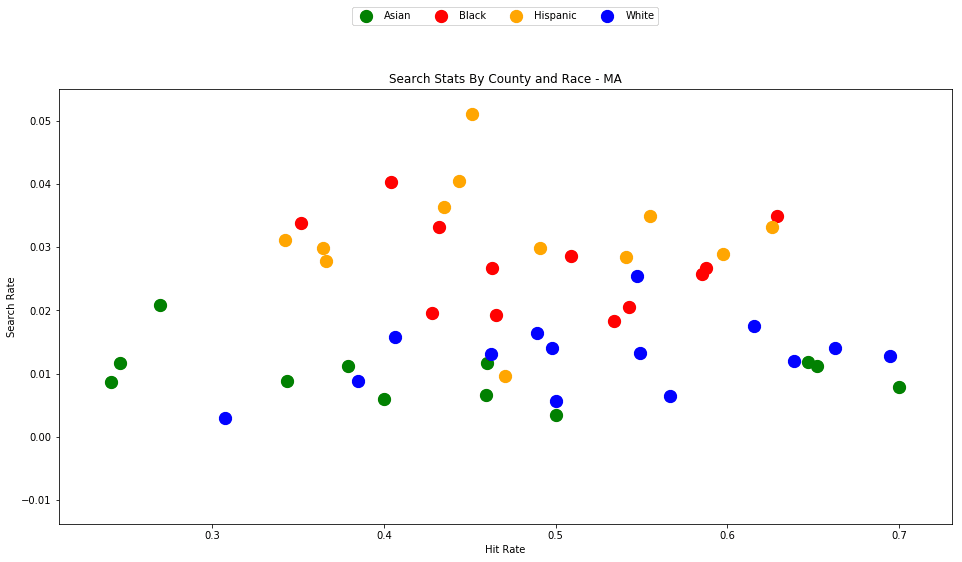 Asian Black Hispanic White
Search Stats By County and Race - MA
0.05
0.04
0.03
0.02
0.01
0.00
−0.01
Search Rate
0.3 0.4 0.5 0.6 0.7
Hit Rate